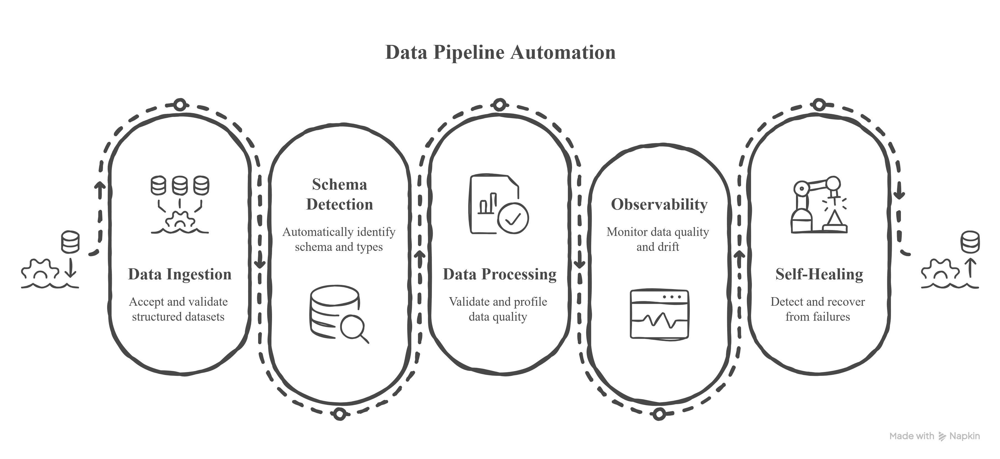 Data Pipeline Automation
Data Ingestion
Accept and validate
structured datasets
Schema
Detection
Automatically identify
schema and types
Data Processing
Validate and profile
data quality
Observability
Monitor data quality
and drift
Self-Healing
Detect and recover
from failures
Made with Napkin